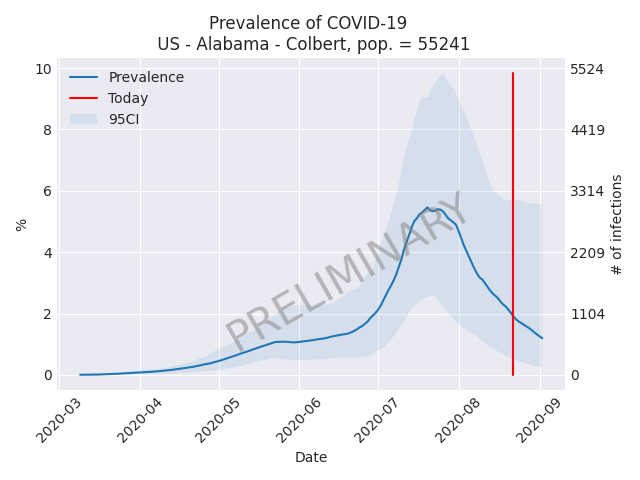 Prevalence of COVID-19
US - Alabama - Colbert, pop. = 55241
Prevalence
Today
95CI
10
8
6
4
2
0
%
5524
4419
3314
2209
1104
0
# of infections
PRELIMINARY
2020-03
2020-04
2020-05
2020-06
2020-07
2020-08
2020-09
Date